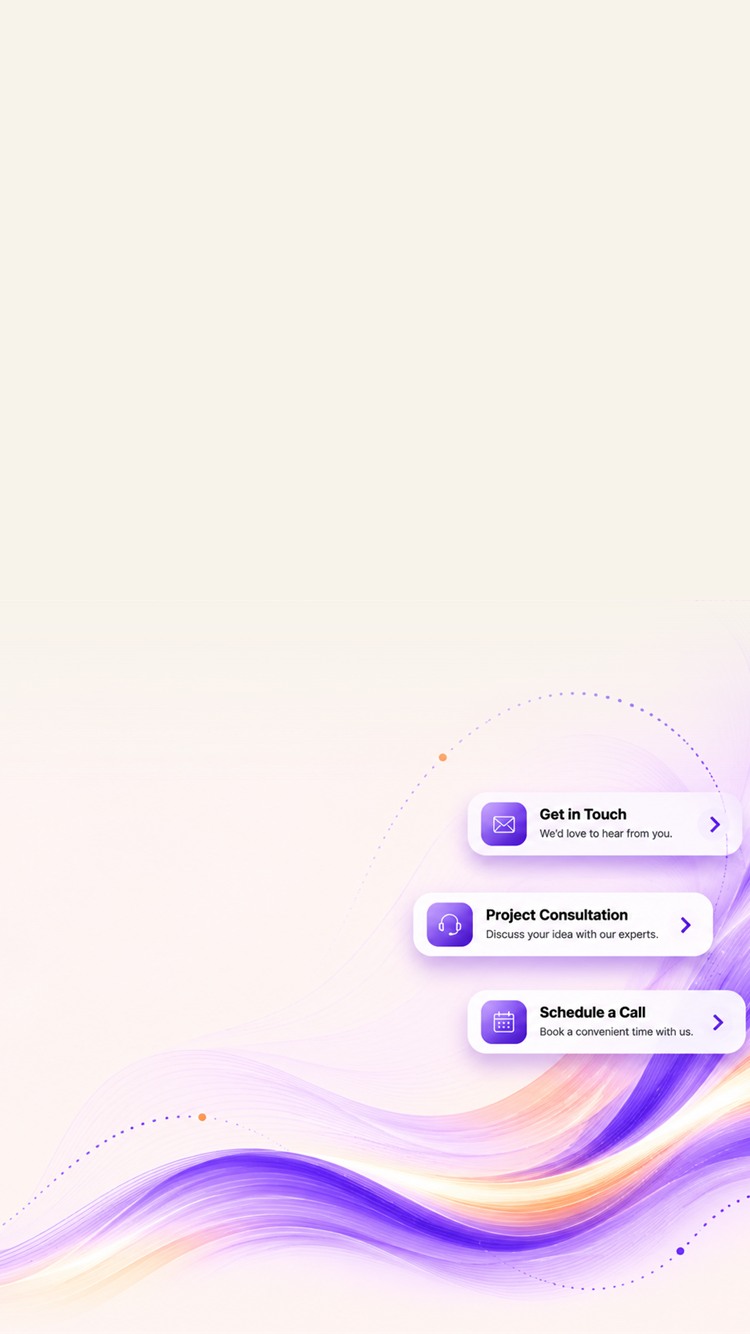 Get in Touch
We'd love to hear from you.
Project Consultation
Discuss your idea with our experts.
Schedule a Call
Book a convenient time with us.